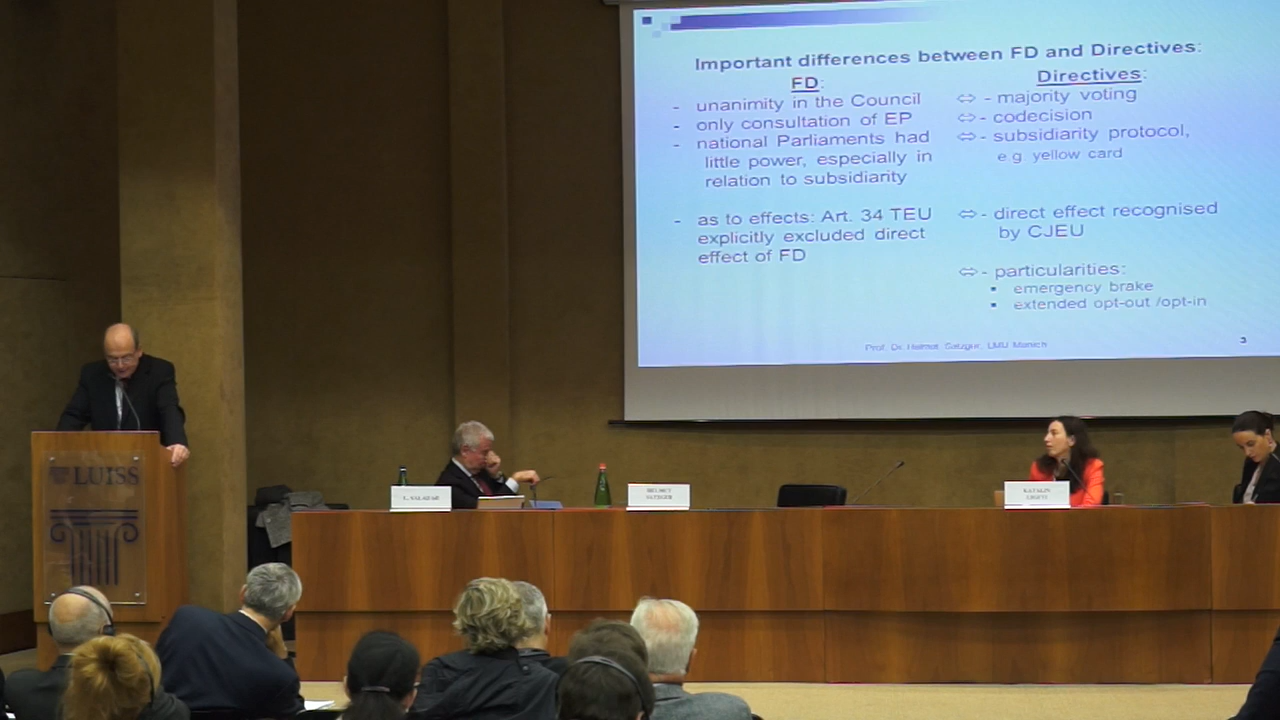 Important differences between FD and Directives:
FD:
- unanimity in the Council
- only consultation of EP
- national Parliaments had
little power, especially in
relation to subsidiarity
- as to effects: Art. 34 TEU
explicitly excluded direct
effect of FD
Directives:
⇔ - majority voting
⇔ - codecision
⇔ - subsidiarity protocol,
e.g. yellow card
⇔ - direct effect recognised
by CJEU
⇔ - particularities:
▪ emergency brake
▪ extended opt-out /opt-in
Prof. Dr. Helmut Satzger, LMU Munich
3
LUISS
L. SALAZAR
HELMUT
SATZGER
KATALIN
LIGETI